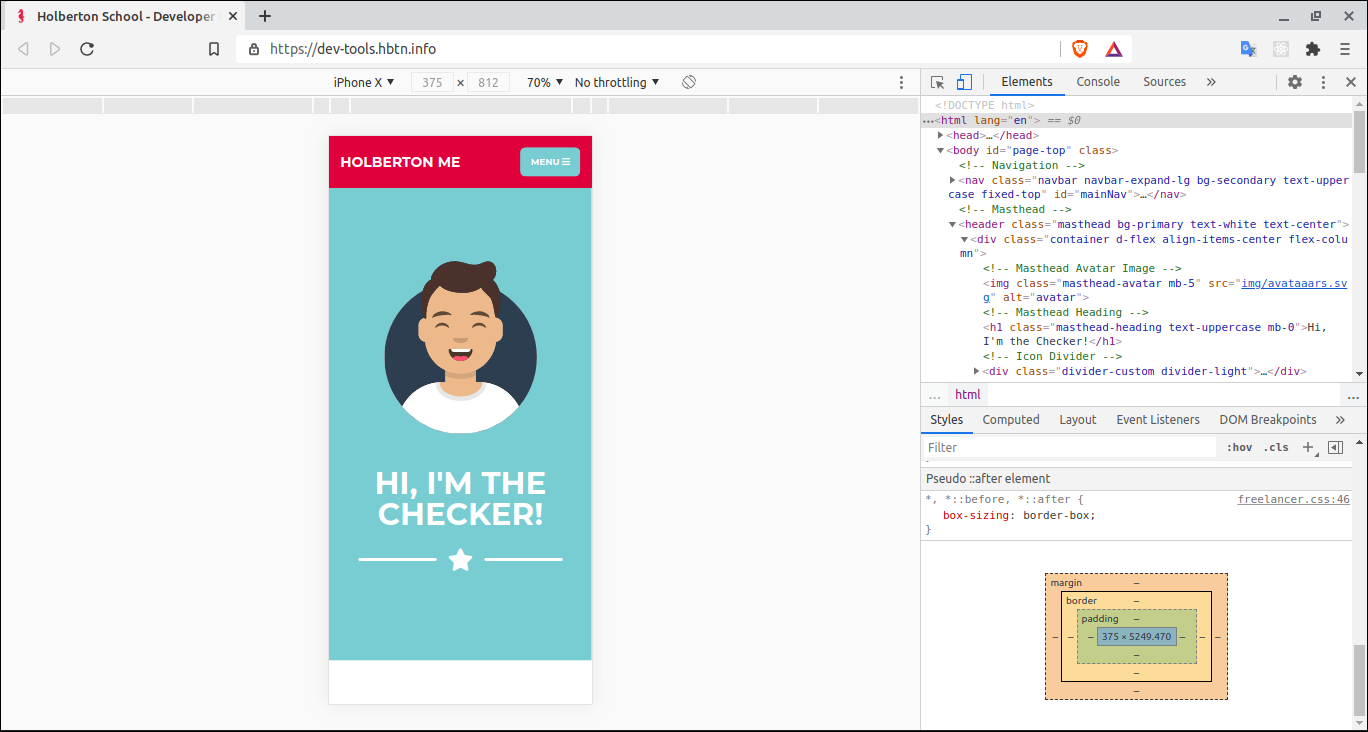 Holberton School - Developer
https://dev-tools.hbtn.info
iPhone X ▼ 375 × 812 70% ▼ No throttling ▼
Elements Console Sources »
HOLBERTON ME
MENU
HI, I'M THE
CHECKER!
<!DOCTYPE html>
…<html lang="en"> == $0
▶<head>…</head>
▼<body id="page-top" class>
<!-- Navigation -->
▶<nav class="navbar navbar-expand-lg bg-secondary text-upper
case fixed-top" id="mainNav">…</nav>
<!-- Masthead -->
▼<header class="masthead bg-primary text-white text-center">
▼<div class="container d-flex align-items-center flex-colu
mn">
<!-- Masthead Avatar Image -->
<img class="masthead-avatar mb-5" src="img/avataaars.sv
g" alt="avatar">
<!-- Masthead Heading -->
<h1 class="masthead-heading text-uppercase mb-0">Hi,
I'm the Checker!</h1>
<!-- Icon Divider -->
▶<div class="divider-custom divider-light">…</div>
… html …
Styles Computed Layout Event Listeners DOM Breakpoints »
Filter :hov .cls +
Pseudo ::after element
*, *::before, *::after { freelancer.css:46
box-sizing: border-box;
}
margin –
border –
padding –
– – – 375 × 5249.470 – – –
–
–
–